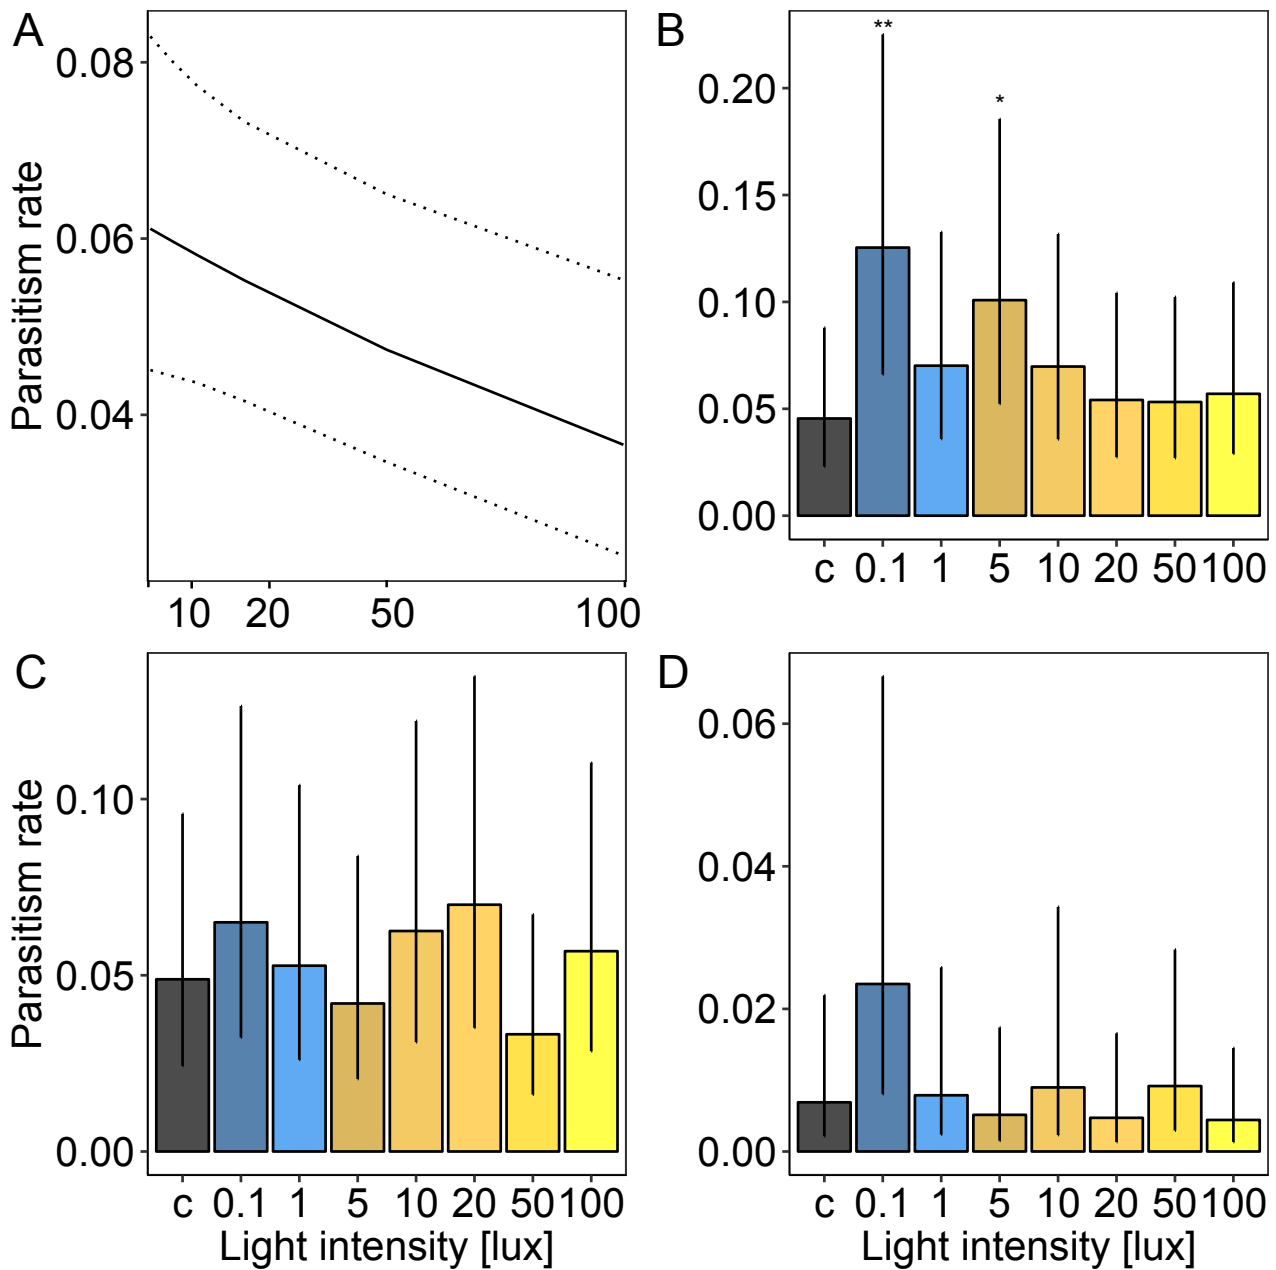 A
Parasitism rate
0.08
0.06
0.04
10 20 50 100
B
**
*
0.20
0.15
0.10
0.05
0.00
c 0.1 1 5 10 20 50 100
C
Parasitism rate
0.10
0.05
0.00
c 0.1 1 5 10 20 50 100
Light intensity [lux]
D
0.06
0.04
0.02
0.00
c 0.1 1 5 10 20 50 100
Light intensity [lux]